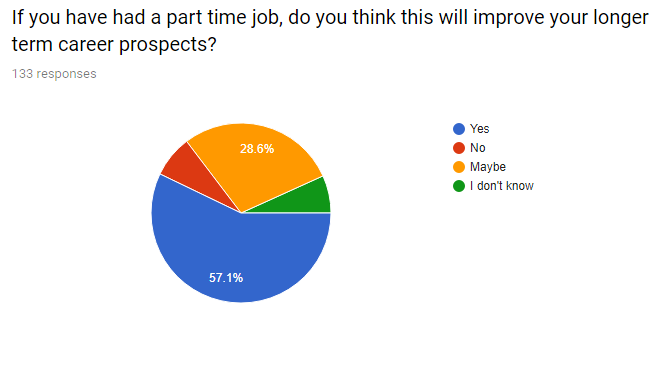 If you have had a part time job, do you think this will improve your longer
term career prospects?
133 responses
Yes
No
Maybe
I don't know
28.6%
57.1%